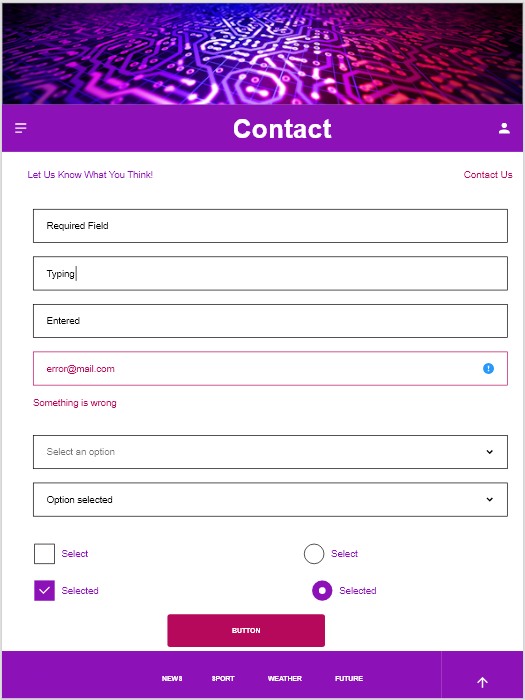 Contact
Let Us Know What You Think!
Contact Us
Required Field
Typing
Entered
error@mail.com
Something is wrong
Select an option
Option selected
Select
Select
Selected
Selected
BUTTON
NEWS SPORT WEATHER FUTURE